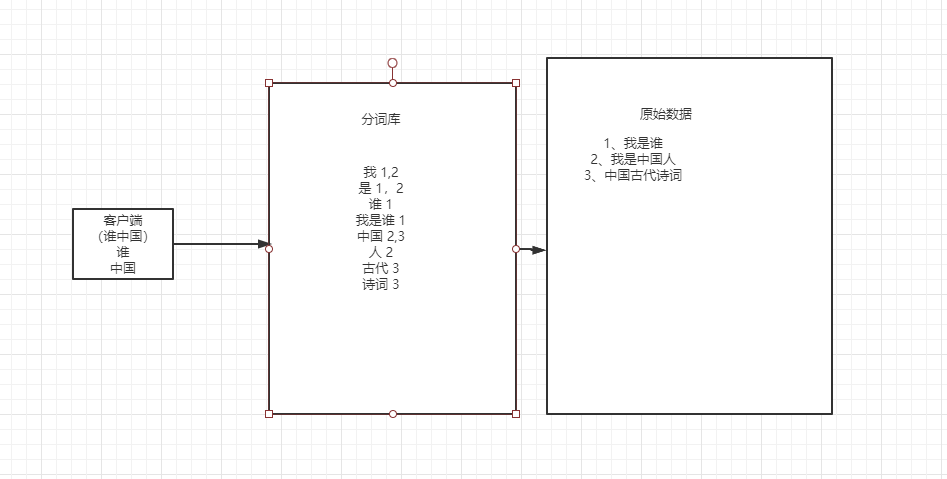 客户端
(谁中国)
谁
中国
分词库
我 1,2
是 1，2
谁 1
我是谁 1
中国 2,3
人 2
古代 3
诗词 3
原始数据
1、我是谁
2、我是中国人
3、中国古代诗词